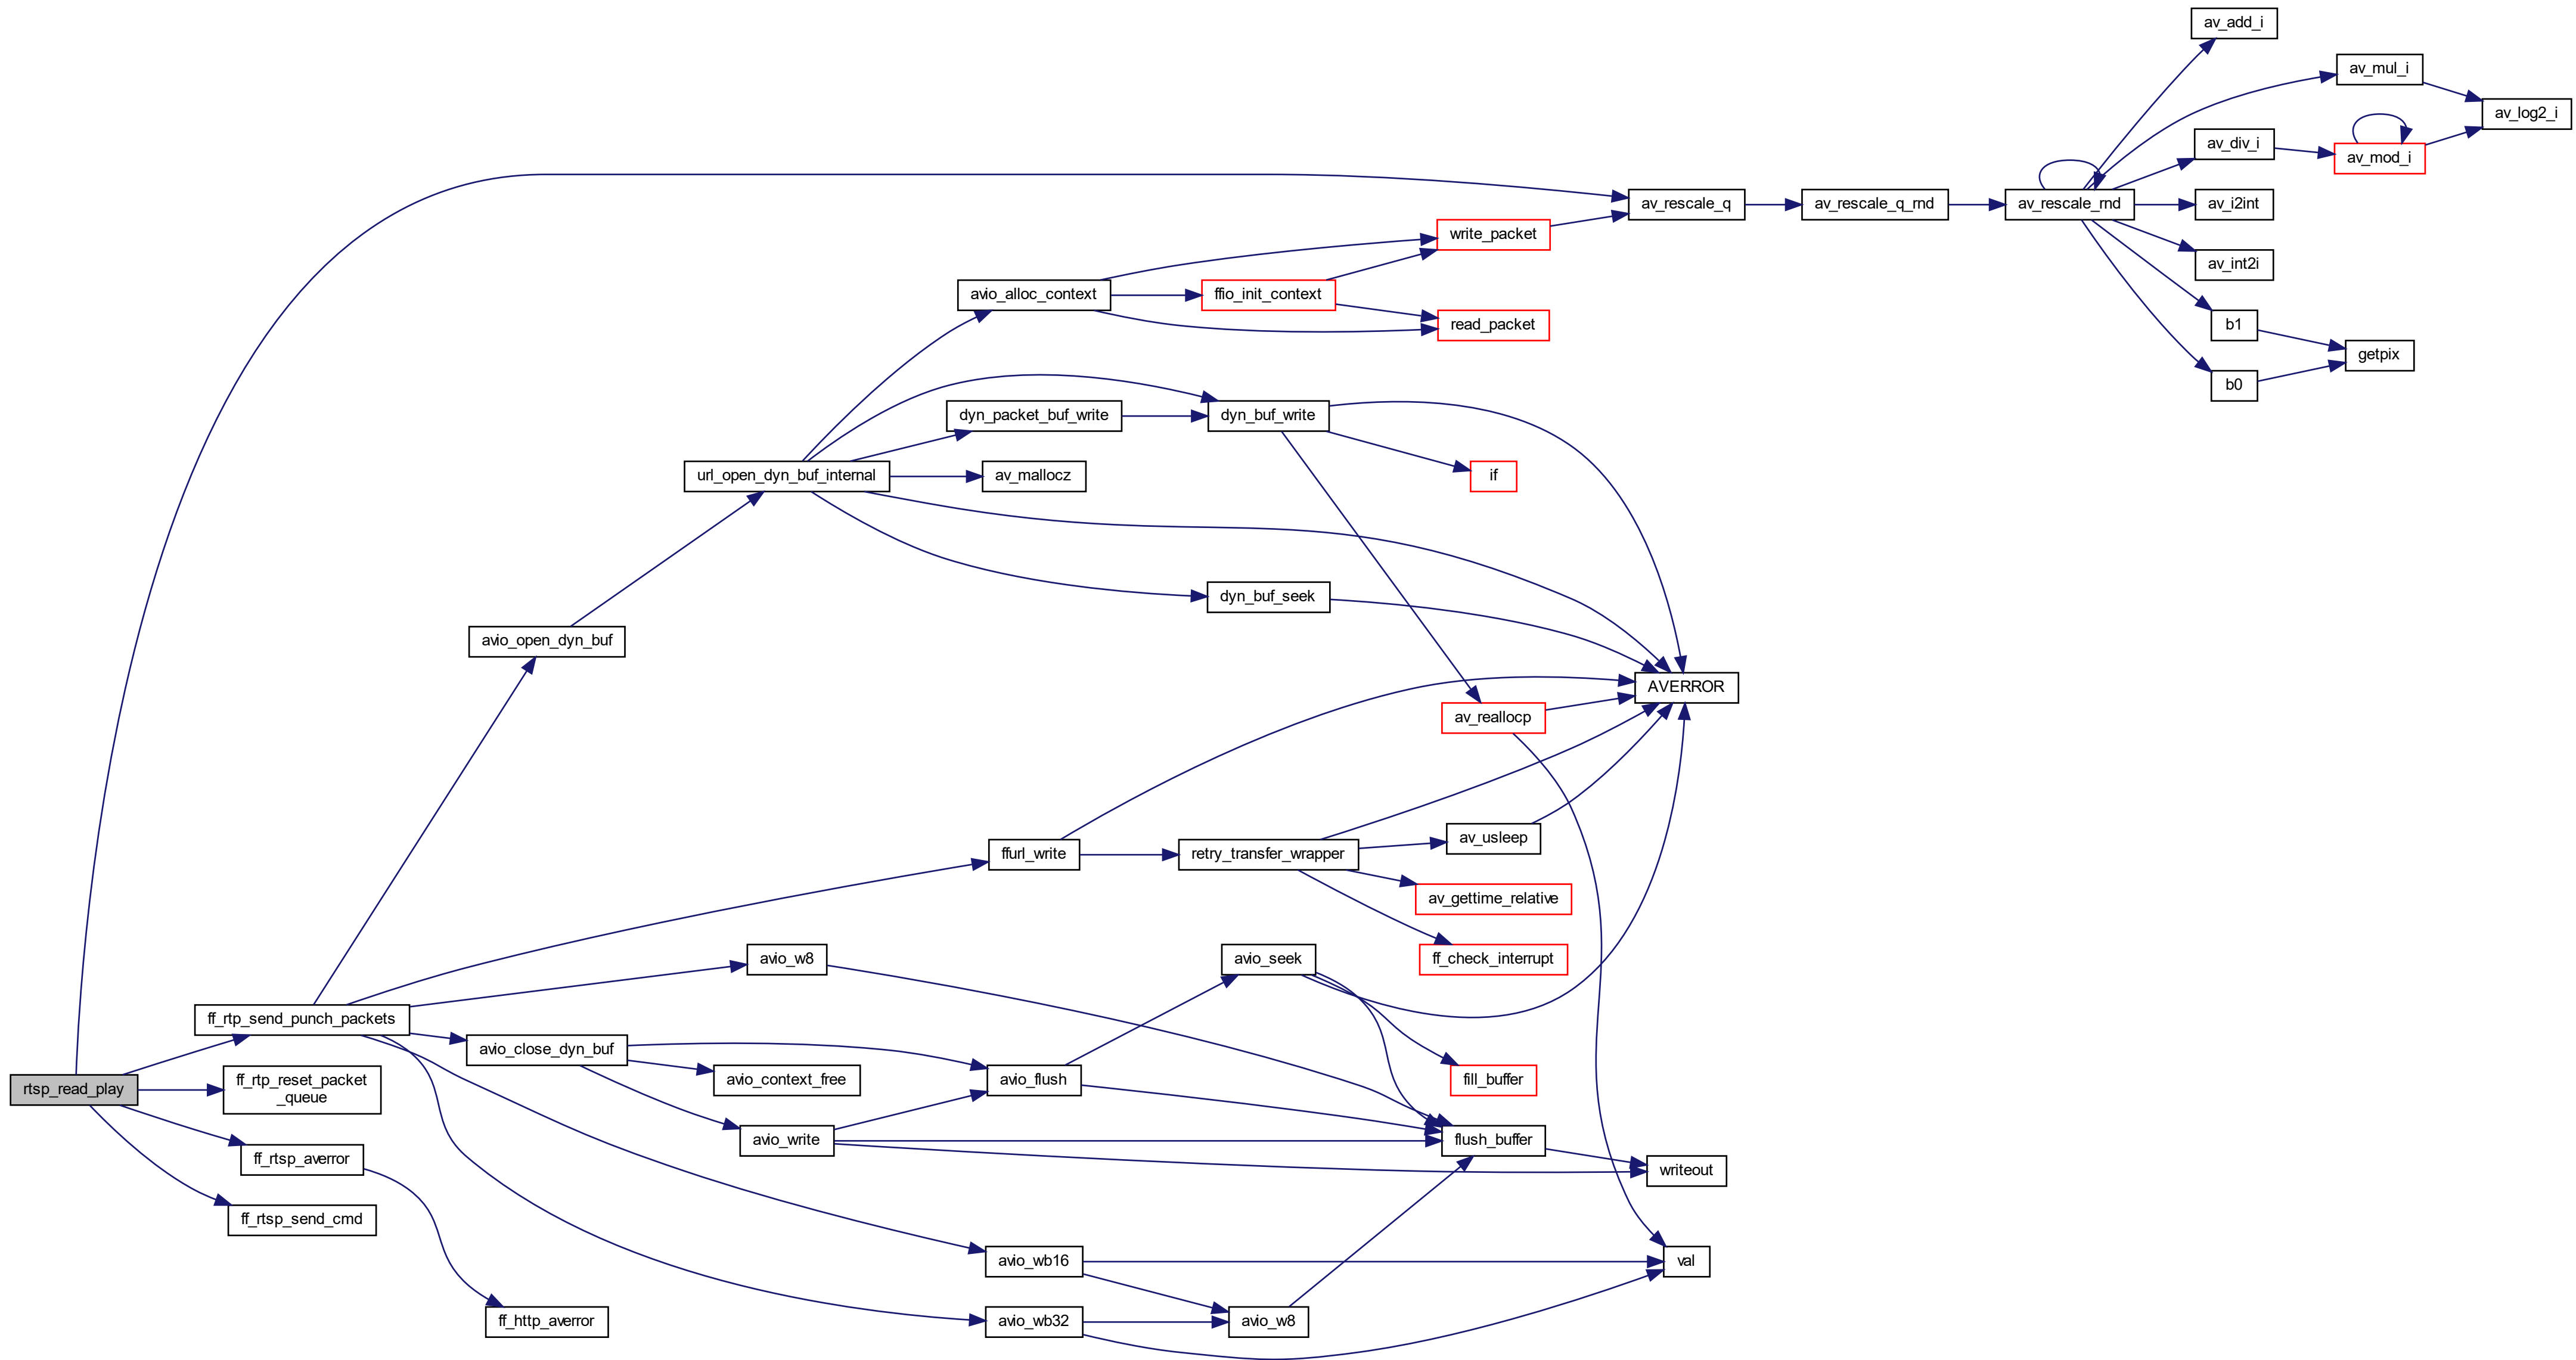 av_add_i
av_mul_i
av_log2_i
av_div_i
av_mod_i
av_rescale_q
av_rescale_q_rnd
av_rescale_rnd
av_i2int
write_packet
av_int2i
avio_alloc_context
ffio_init_context
read_packet
b1
getpix
b0
dyn_packet_buf_write
dyn_buf_write
url_open_dyn_buf_internal
av_mallocz
if
dyn_buf_seek
avio_open_dyn_buf
AVERROR
av_reallocp
ffurl_write
retry_transfer_wrapper
av_usleep
av_gettime_relative
avio_w8
avio_seek
ff_check_interrupt
ff_rtp_send_punch_packets
avio_close_dyn_buf
rtsp_read_play
ff_rtp_reset_packet
_queue
avio_context_free
avio_flush
fill_buffer
avio_write
flush_buffer
ff_rtsp_averror
writeout
ff_rtsp_send_cmd
avio_wb16
val
ff_http_averror
avio_wb32
avio_w8